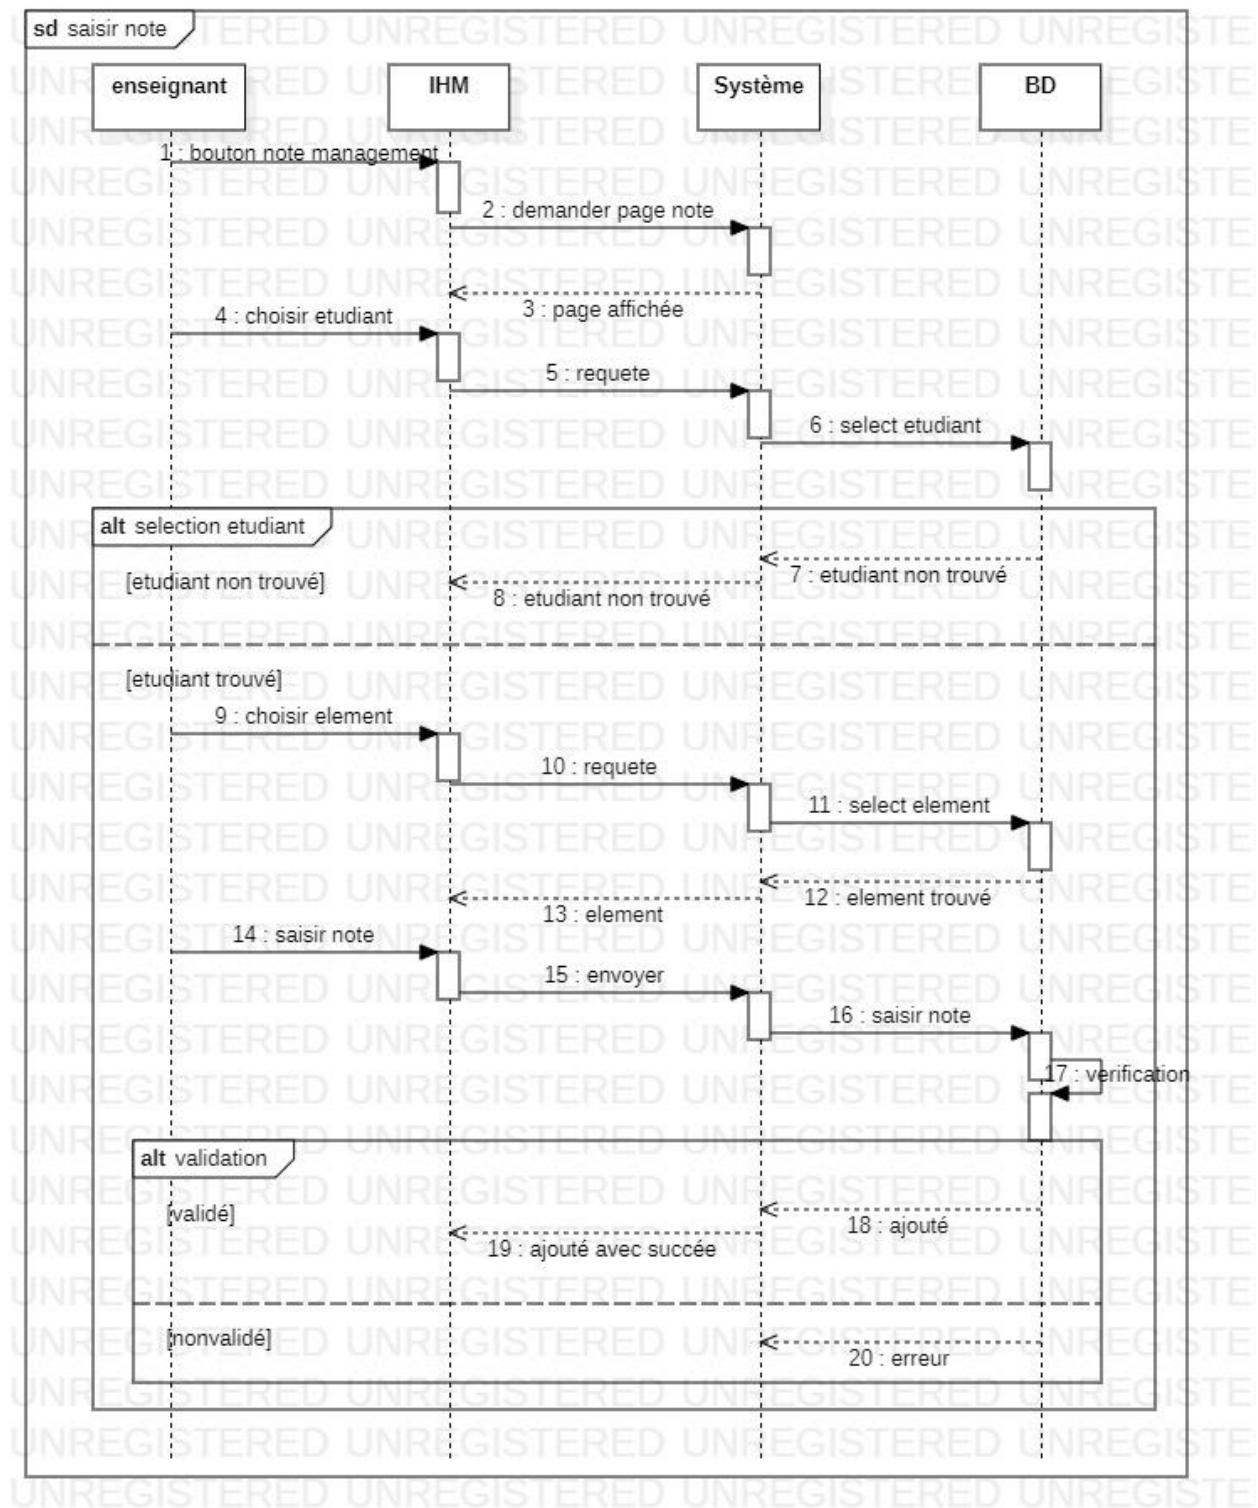 sd saisir note
enseignant
IHM
Système
BD
1 : bouton note management
2 : demander page note
3 : page affichée
4 : choisir etudiant
5 : requete
6 : select etudiant
alt selection etudiant
[etudiant non trouvé]
7 : etudiant non trouvé
8 : etudiant non trouvé
[etudiant trouvé]
9 : choisir element
10 : requete
11 : select element
12 : element trouvé
13 : element
14 : saisir note
15 : envoyer
16 : saisir note
17 : verification
alt validation
[validé]
18 : ajouté
19 : ajouté avec succée
[nonvalidé]
20 : erreur
UNREGISTERED